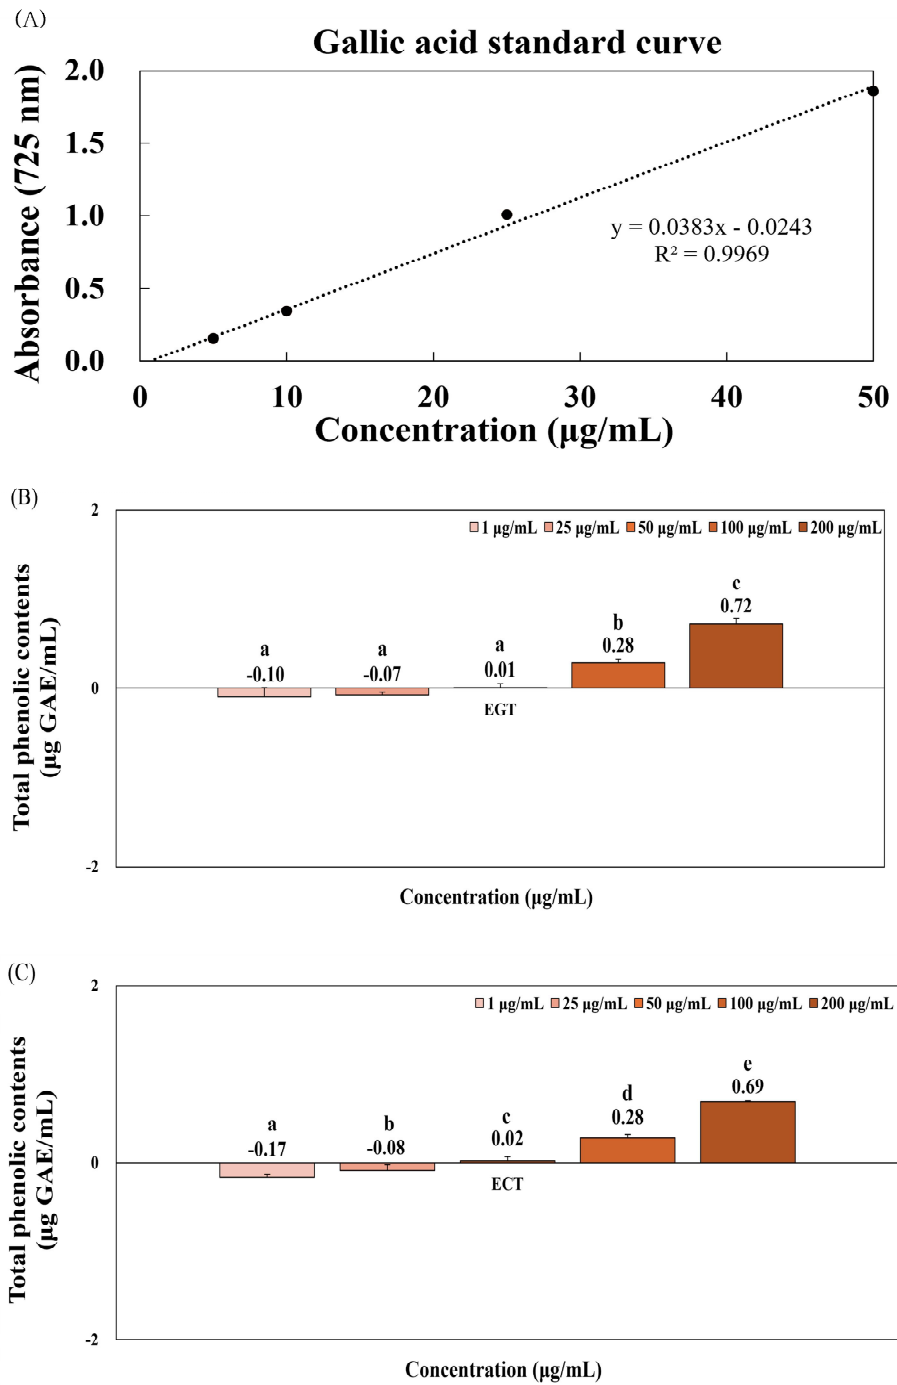 (A)
Gallic acid standard curve
Absorbance (725 nm)
2.0
1.5
1.0
0.5
0.0
y = 0.0383x - 0.0243
R² = 0.9969
0 10 20 30 40 50
Concentration (μg/mL)
(B)
Total phenolic contents
(μg GAE/mL)
2
0
-2
1 μg/mL 25 μg/mL 50 μg/mL 100 μg/mL 200 μg/mL
a
-0.10
a
-0.07
a
0.01
b
0.28
c
0.72
EGT
Concentration (μg/mL)
(C)
Total phenolic contents
(μg GAE/mL)
2
0
-2
1 μg/mL 25 μg/mL 50 μg/mL 100 μg/mL 200 μg/mL
a
-0.17
b
-0.08
c
0.02
d
0.28
e
0.69
ECT
Concentration (μg/mL)